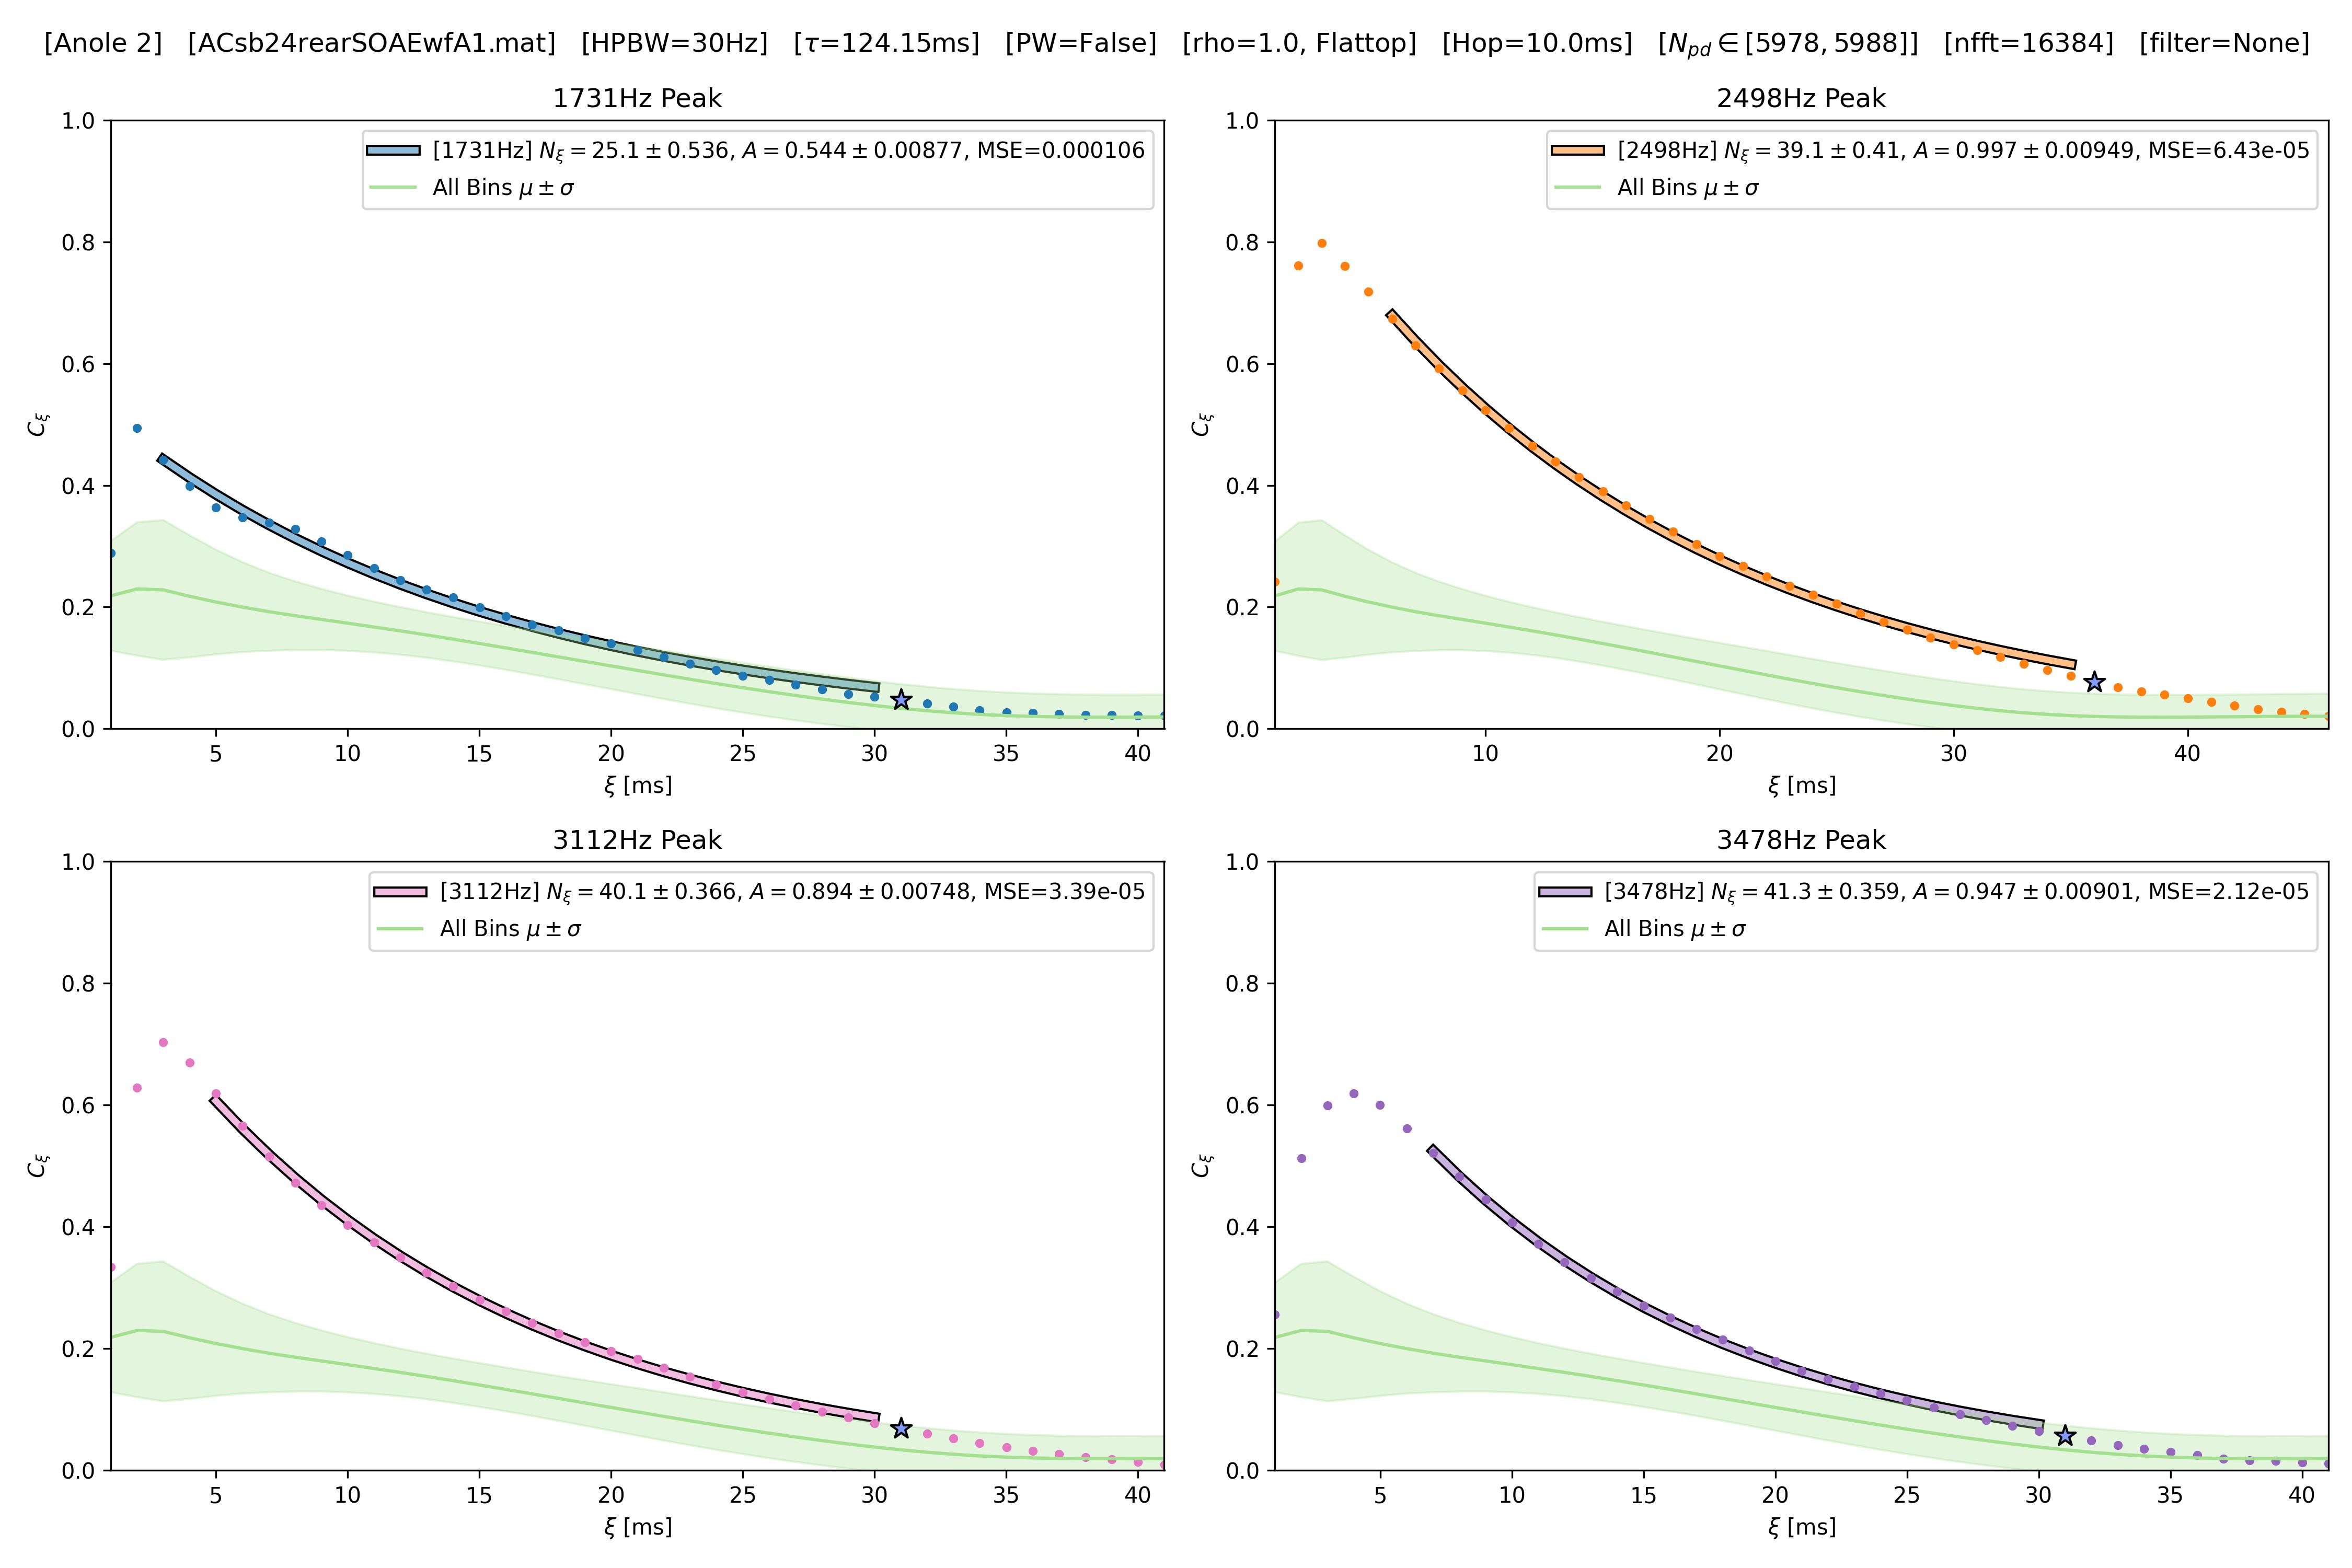 [Anole 2]   [ACsb24rearSOAEwfA1.mat]   [HPBW=30Hz]   [τ=124.15ms]   [PW=False]   [rho=1.0, Flattop]   [Hop=10.0ms]   [N_pd ∈ [5978, 5988]]   [nfft=16384]   [filter=None]
1731Hz Peak
[1731Hz] N_ξ = 25.1 ± 0.536, A = 0.544 ± 0.00877, MSE=0.000106
All Bins μ ± σ
C_ξ
1.0
0.8
0.6
0.4
0.2
0.0
5 10 15 20 25 30 35 40
ξ [ms]
2498Hz Peak
[2498Hz] N_ξ = 39.1 ± 0.41, A = 0.997 ± 0.00949, MSE=6.43e-05
All Bins μ ± σ
C_ξ
1.0
0.8
0.6
0.4
0.2
0.0
10 20 30 40
ξ [ms]
3112Hz Peak
[3112Hz] N_ξ = 40.1 ± 0.366, A = 0.894 ± 0.00748, MSE=3.39e-05
All Bins μ ± σ
C_ξ
1.0
0.8
0.6
0.4
0.2
0.0
5 10 15 20 25 30 35 40
ξ [ms]
3478Hz Peak
[3478Hz] N_ξ = 41.3 ± 0.359, A = 0.947 ± 0.00901, MSE=2.12e-05
All Bins μ ± σ
C_ξ
1.0
0.8
0.6
0.4
0.2
0.0
5 10 15 20 25 30 35 40
ξ [ms]